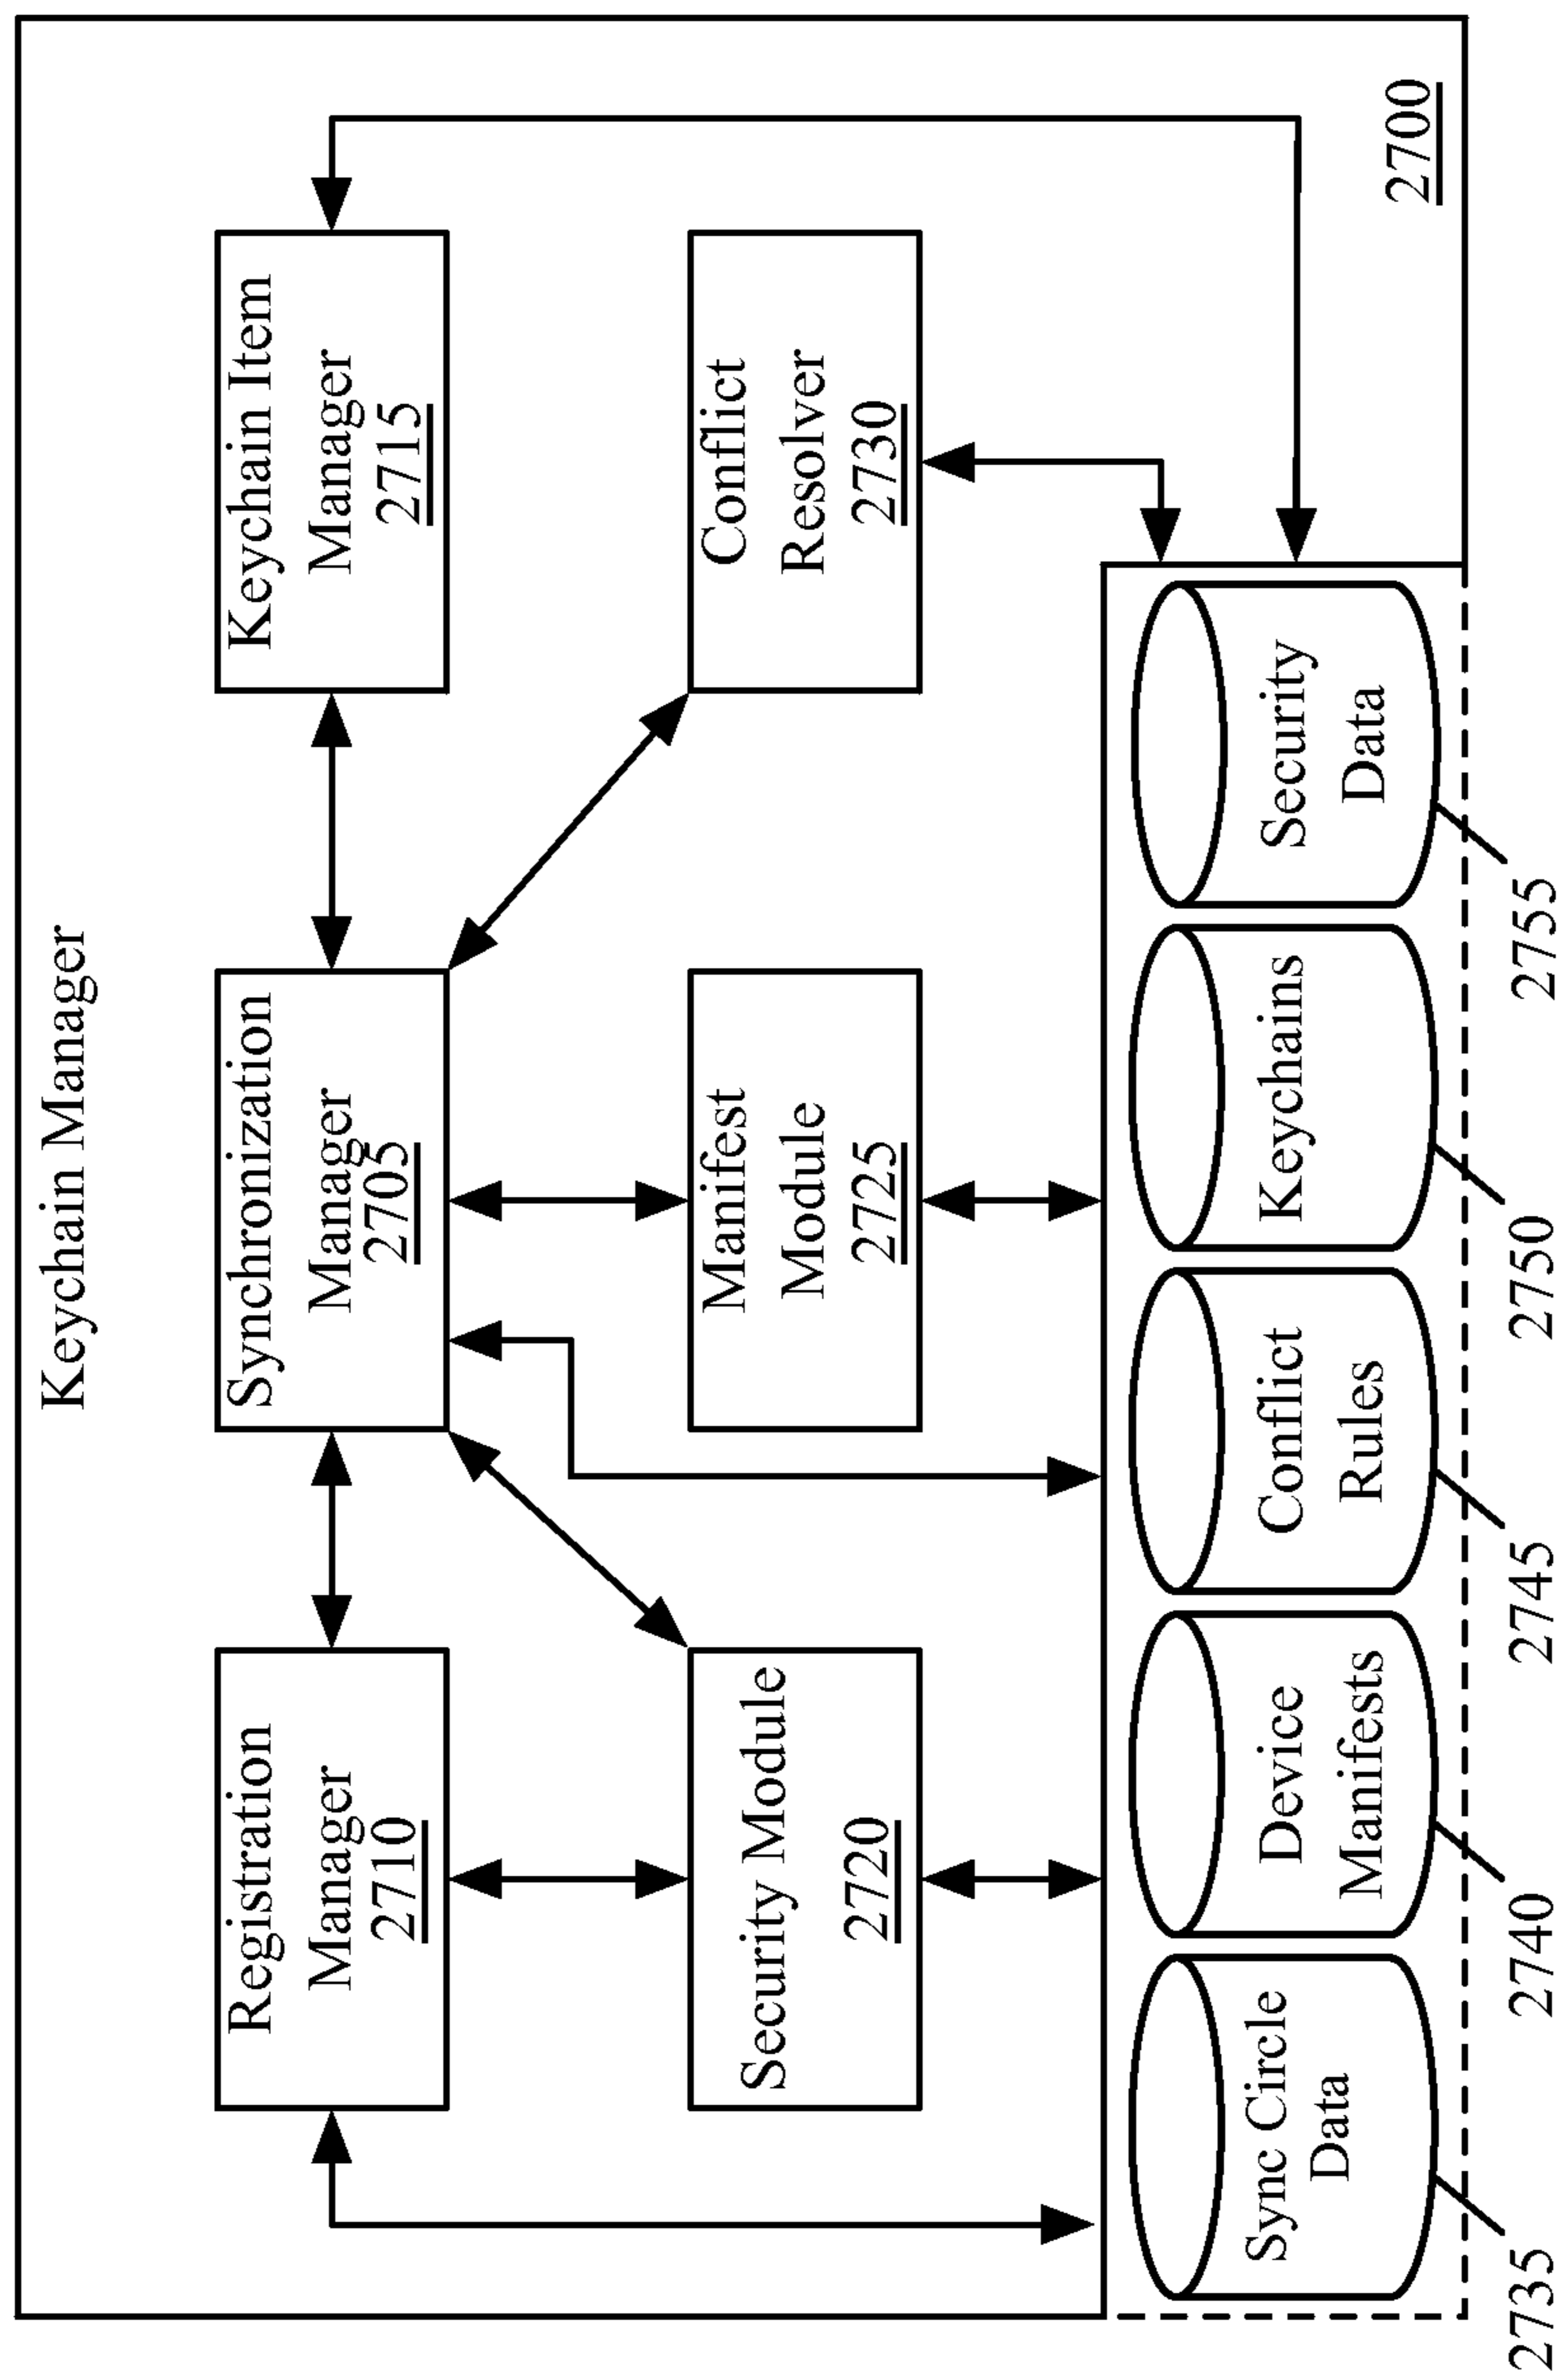 Keychain Manager
Registration
Manager
2710
Synchronization
Manager
2705
Keychain Item
Manager
2715
Security Module
2720
Manifest
Module
2725
Conflict
Resolver
2730
Sync Circle
Data
Device
Manifests
Conflict
Rules
Keychains
Security
Data
2700
2735
2740
2745
2750
2755